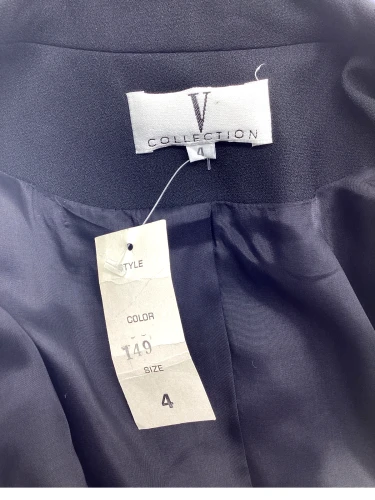 V
COLLECTION
4
STYLE
COLOR
149
SIZE
4